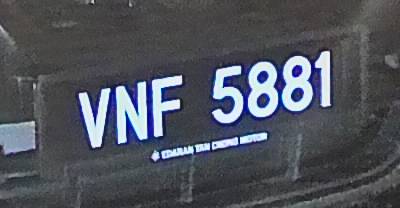 VNF 5881
EDARAN TAN CHONG MOTOR